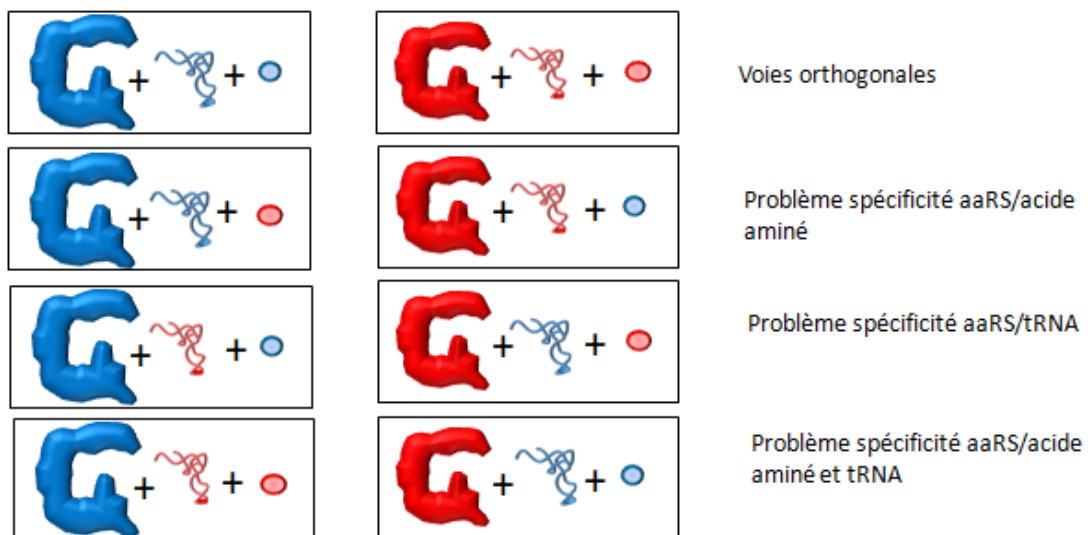 + + + + Voies orthogonales
+ + + + Problème spécificité aaRS/acide
aminé
+ + + + Problème spécificité aaRS/tRNA
+ + + + Problème spécificité aaRS/acide
aminé et tRNA